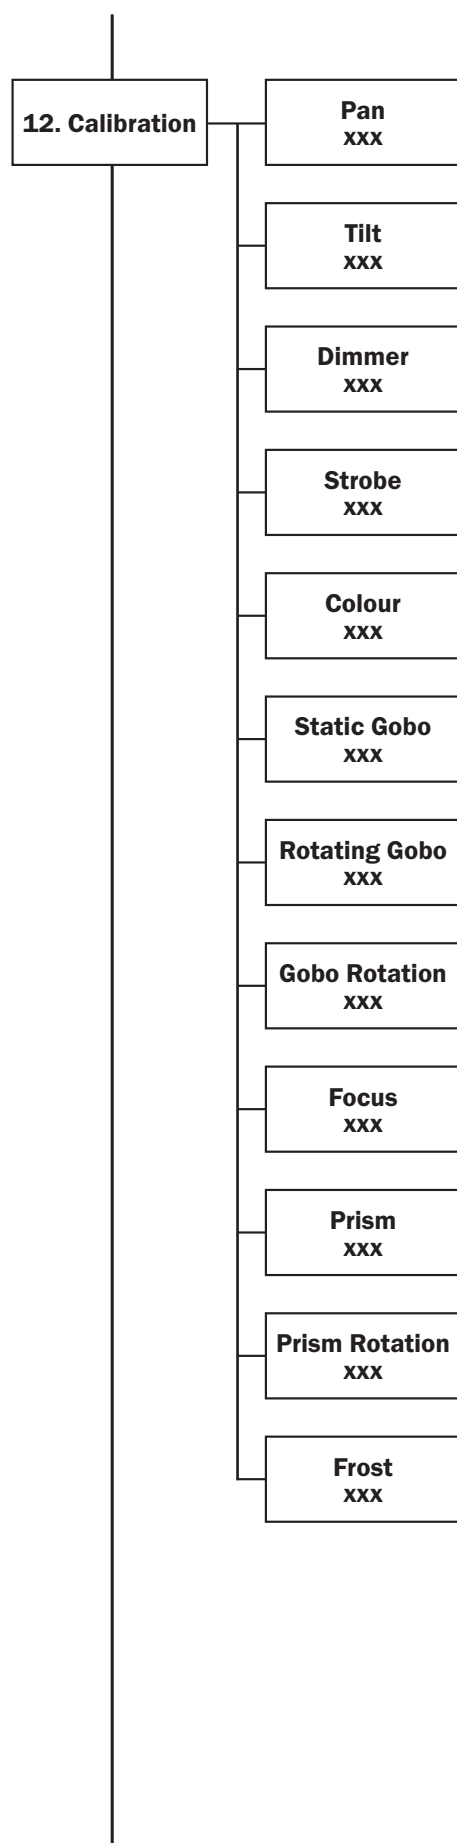 12. Calibration
Pan
xxx
Tilt
xxx
Dimmer
xxx
Strobe
xxx
Colour
xxx
Static Gobo
xxx
Rotating Gobo
xxx
Gobo Rotation
xxx
Focus
xxx
Prism
xxx
Prism Rotation
xxx
Frost
xxx